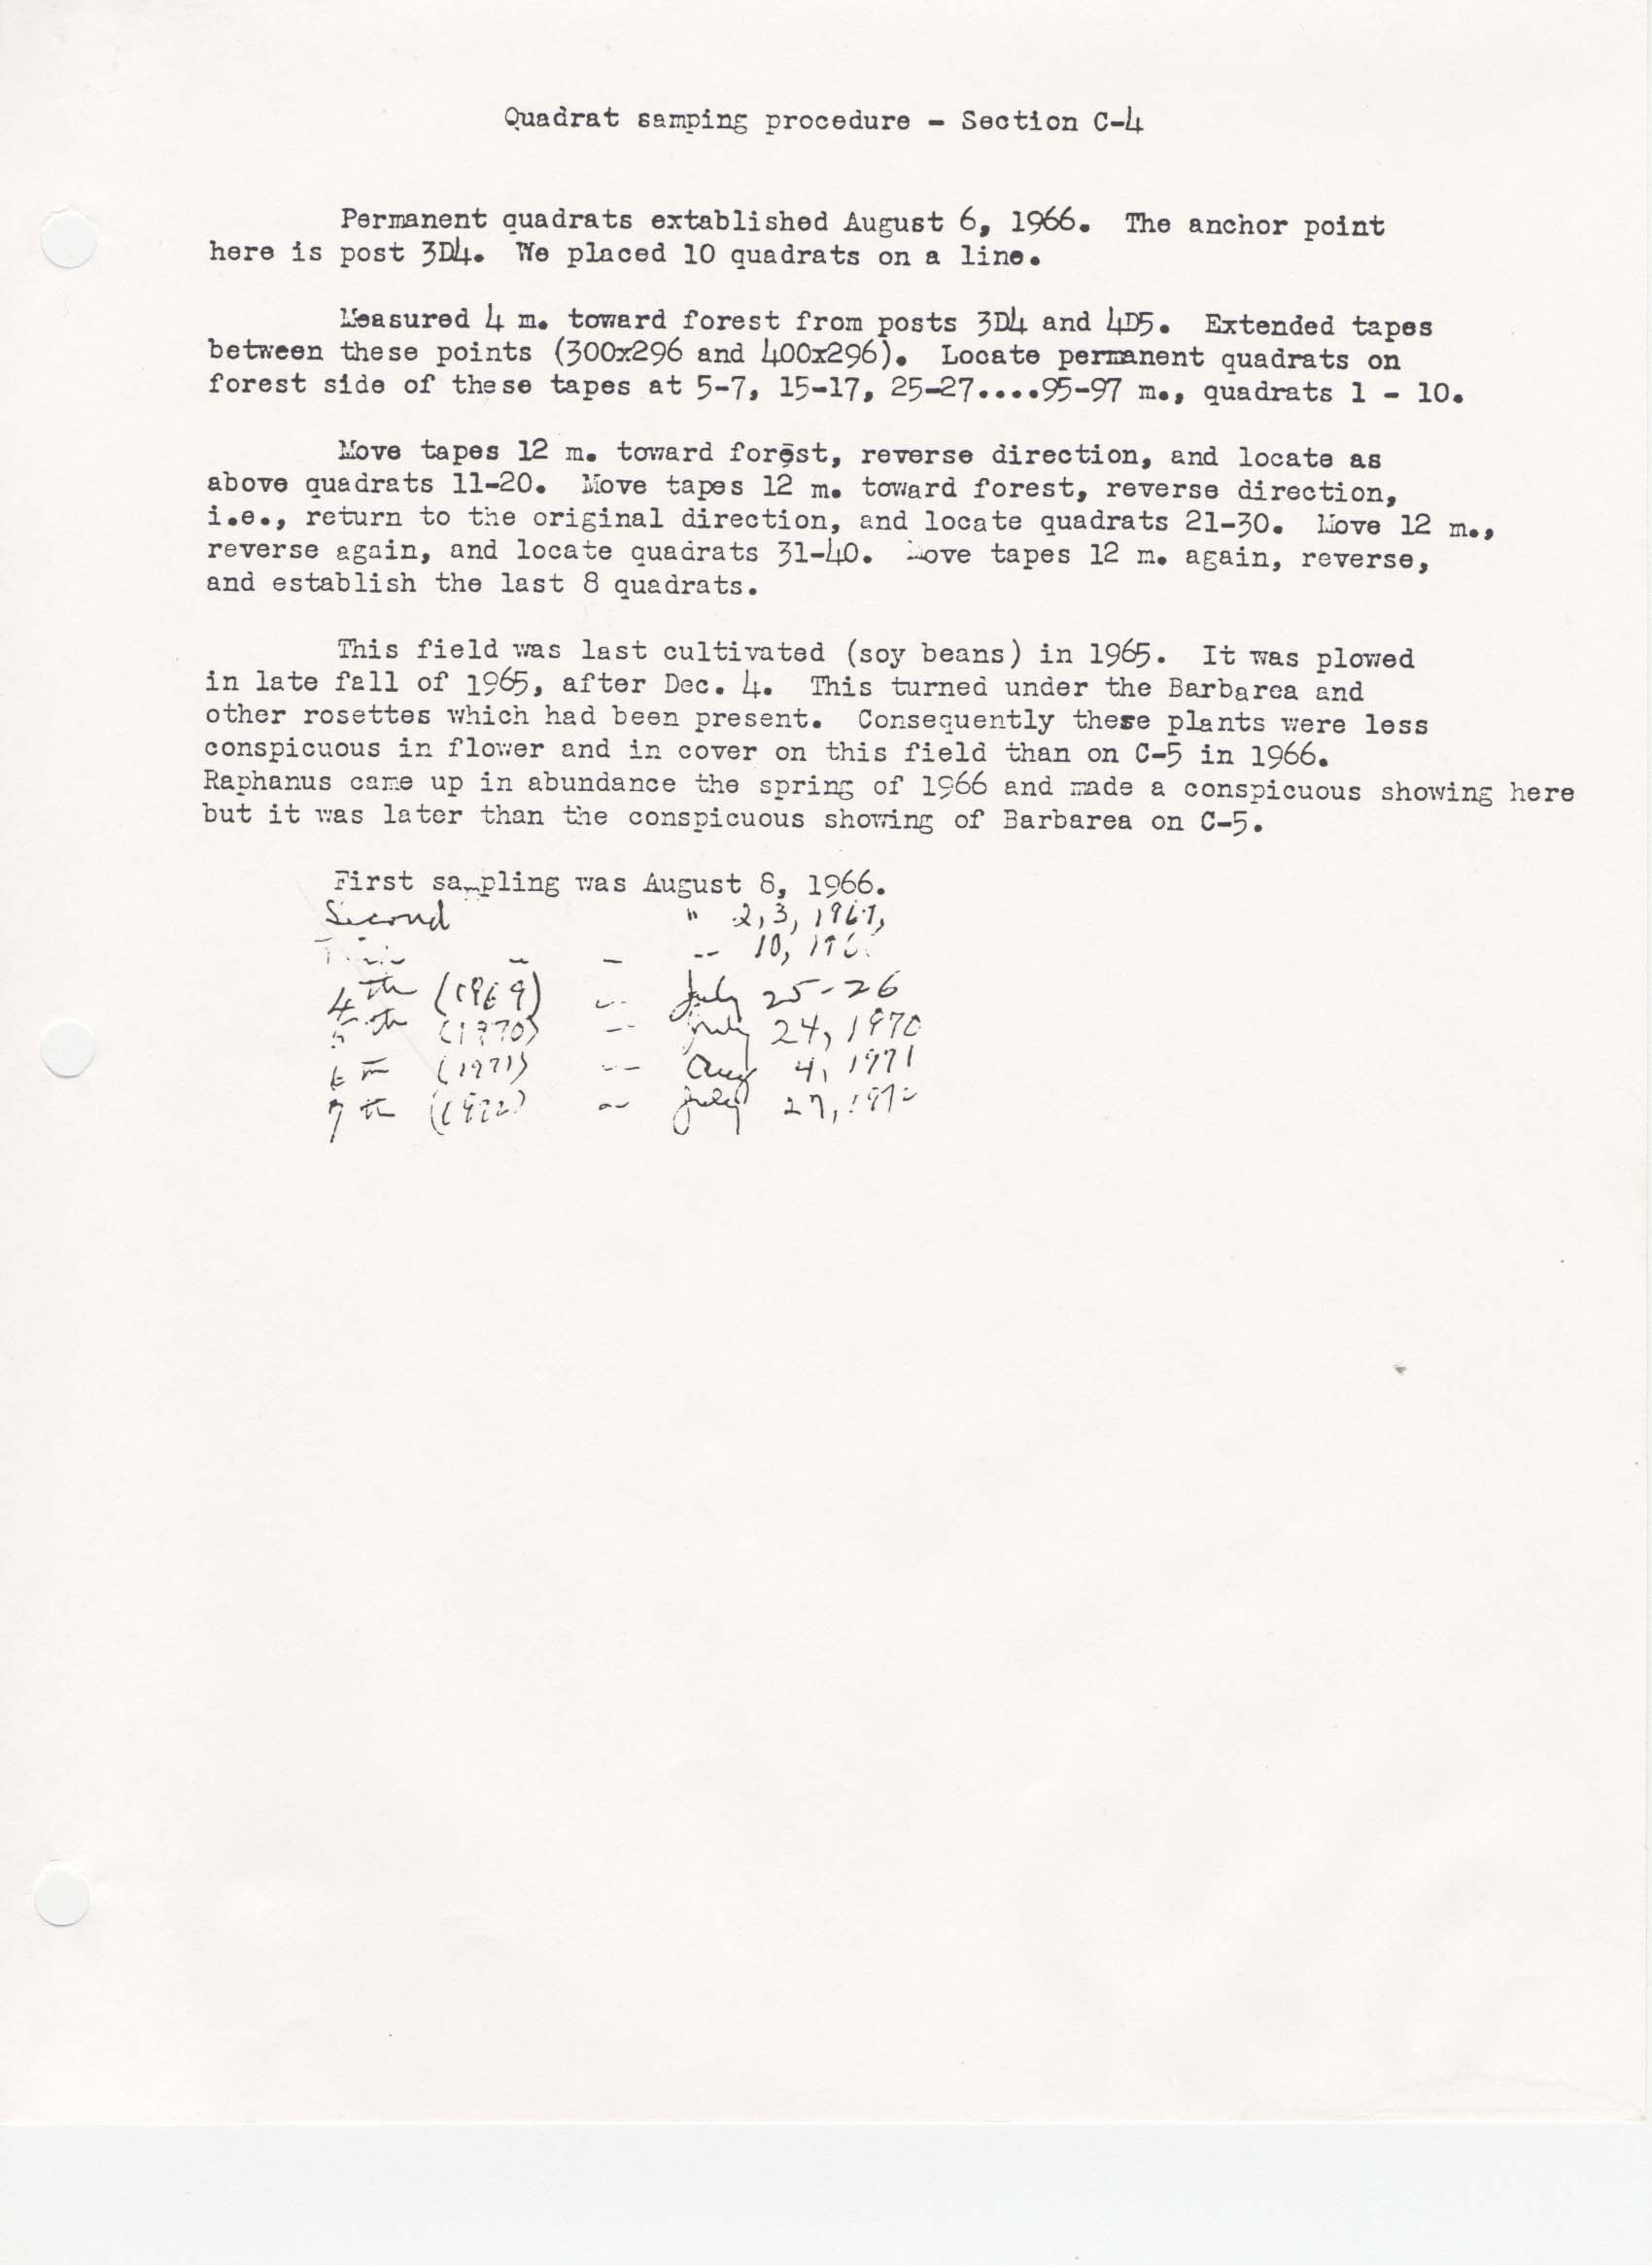 Quadrat samping procedure - Section C-4
Permanent quadrats extablished August 6, 1966. The anchor point
here is post 3D4. We placed 10 quadrats on a line.
Measured 4 m. toward forest from posts 3D4 and 4D5. Extended tapes
between these points (300x296 and 400x296). Locate permanent quadrats on
forest side of these tapes at 5-7, 15-17, 25-27....95-97 m., quadrats 1 - 10.
Move tapes 12 m. toward forest, reverse direction, and locate as
above quadrats 11-20. Move tapes 12 m. toward forest, reverse direction,
i.e., return to the original direction, and locate quadrats 21-30. Move 12 m.,
reverse again, and locate quadrats 31-40. Move tapes 12 m. again, reverse,
and establish the last 8 quadrats.
This field was last cultivated (soy beans) in 1965. It was plowed
in late fall of 1965, after Dec. 4. This turned under the Barbarea and
other rosettes which had been present. Consequently these plants were less
conspicuous in flower and in cover on this field than on C-5 in 1966.
Raphanus came up in abundance the spring of 1966 and made a conspicuous showing here
but it was later than the conspicuous showing of Barbarea on C-5.
First sampling was August 8, 1966.
Second " 2,3, 1967,
10,
4th (1969) July 25-26
5th (1970) July 24, 1970
6th (1971) Aug 4, 1971
7th (1972) July 27, 1972